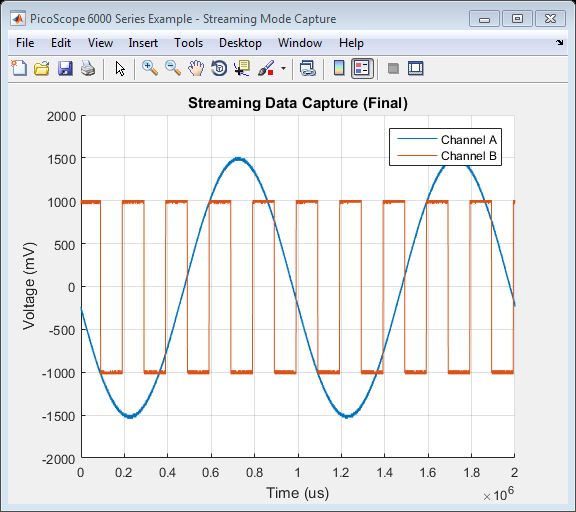 PicoScope 6000 Series Example - Streaming Mode Capture
File Edit View Insert Tools Desktop Window Help
Streaming Data Capture (Final)
Channel A
Channel B
2000
1500
1000
500
0
-500
-1000
-1500
-2000
Voltage (mV)
0 0.2 0.4 0.6 0.8 1 1.2 1.4 1.6 1.8 2
Time (us)
×10^6